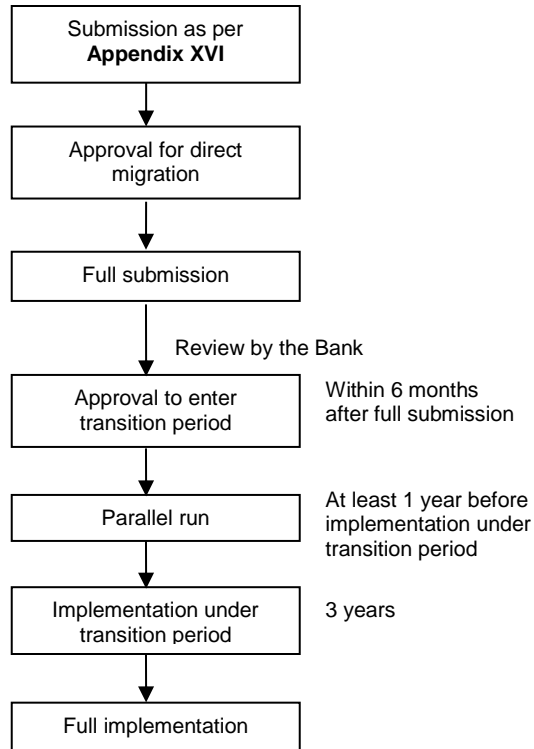 Submission as per
Appendix XVI
Approval for direct
migration
Full submission
Review by the Bank
Approval to enter
transition period
Within 6 months
after full submission
Parallel run
At least 1 year before
implementation under
transition period
Implementation under
transition period
3 years
Full implementation